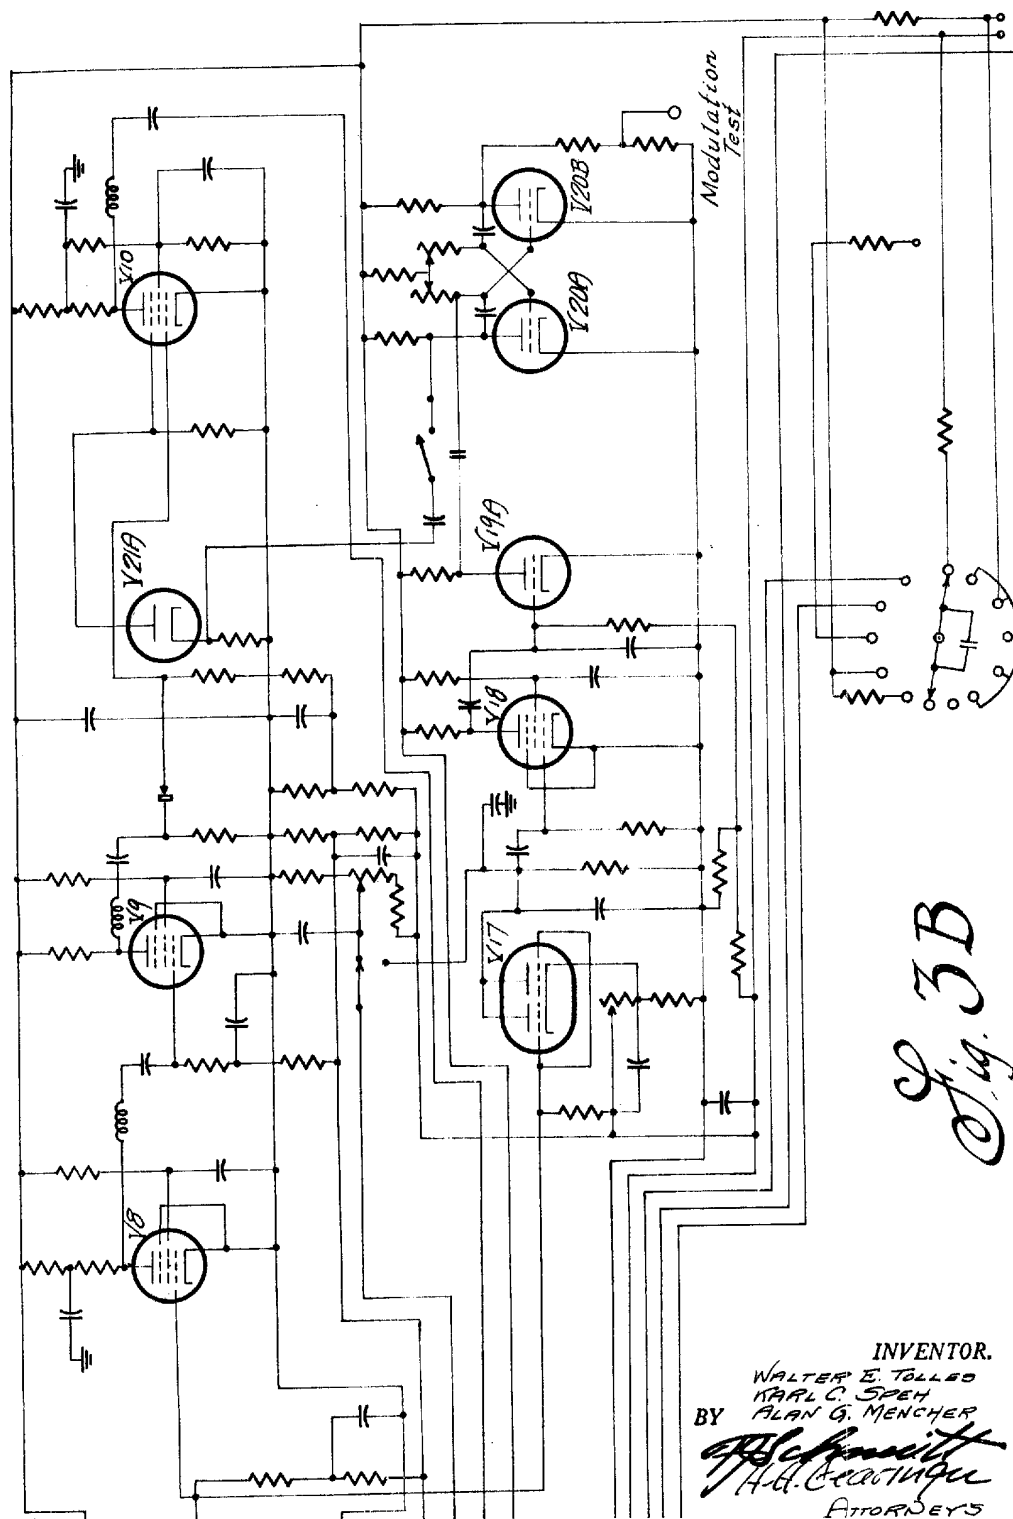 Modulation
Test
V20B
V10
V20A
V21A
V19A
V18
V9
V17
V8
Fig. 3B
INVENTOR.
WALTER E. TOLLES
KARL C. SPEH
BY ALAN G. MENCHER
ATTORNEYS